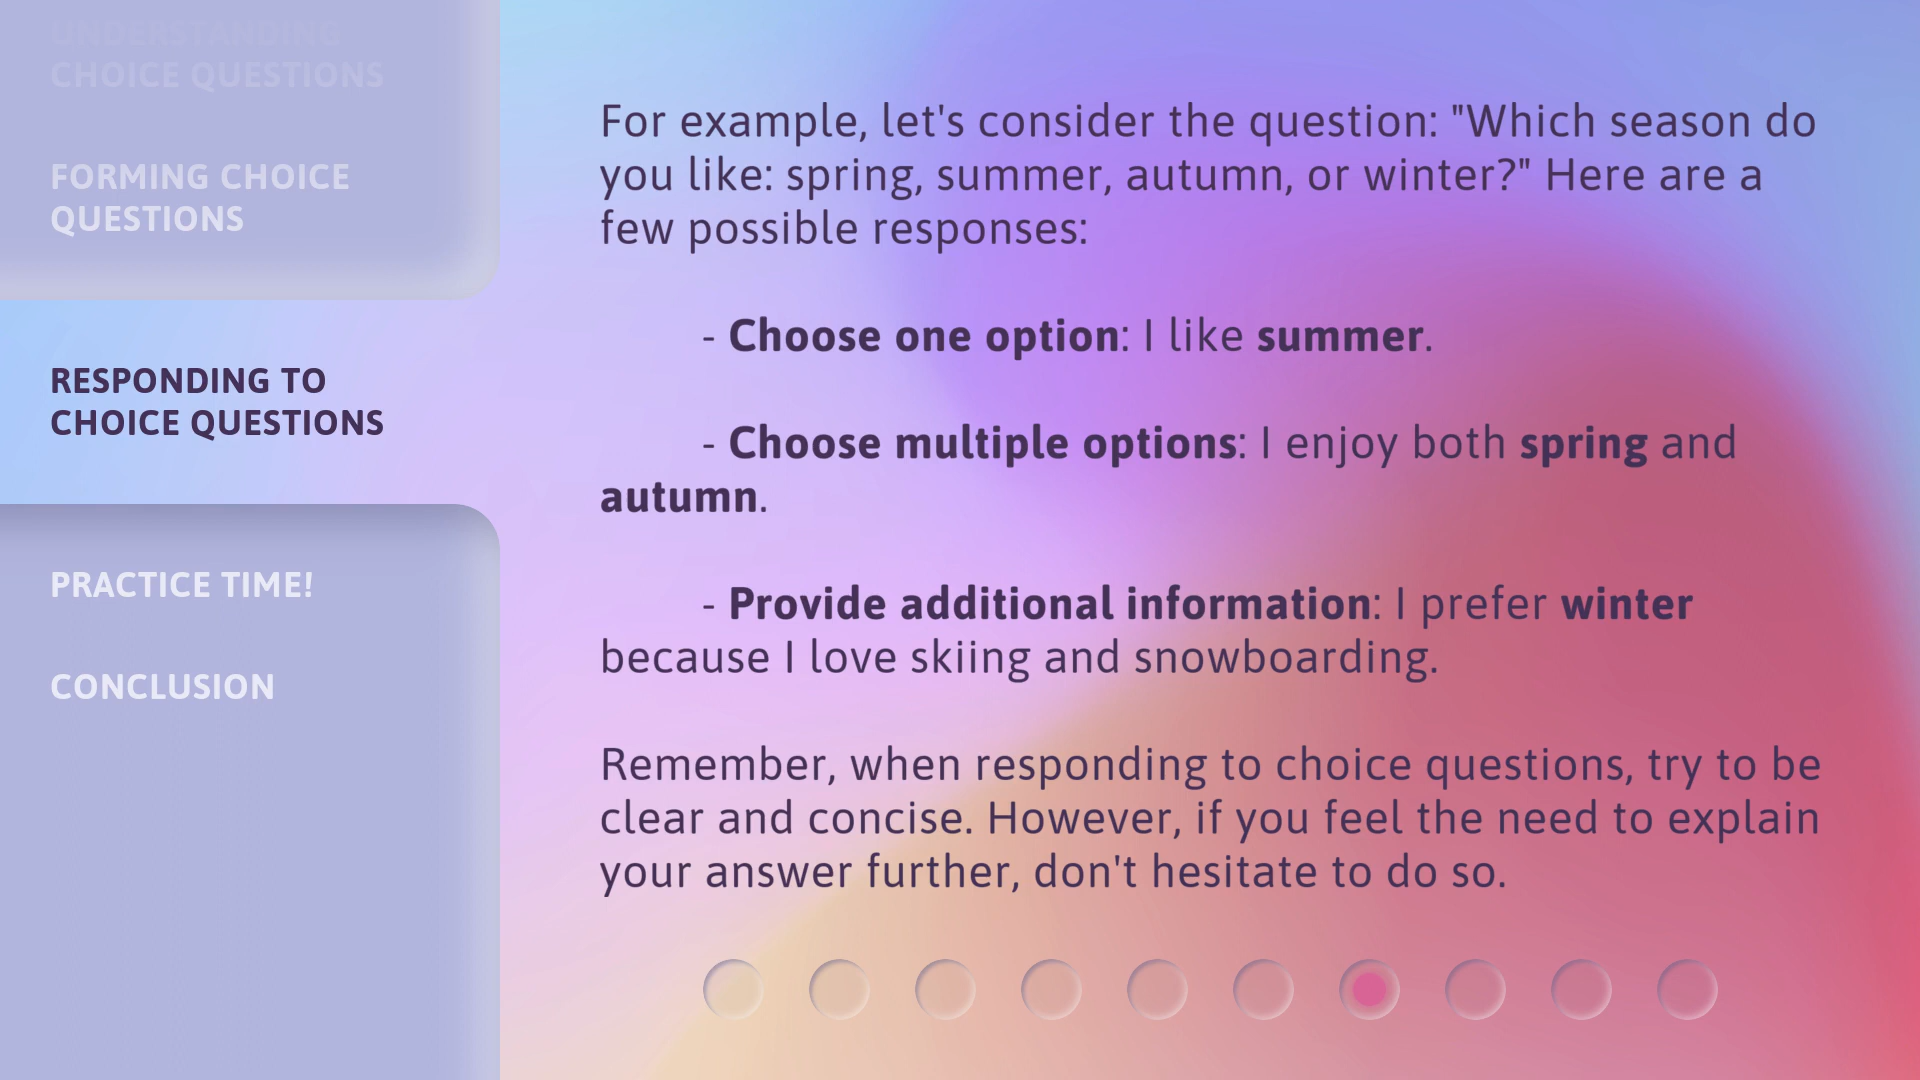 UNDERSTANDING
CHOICE QUESTIONS
FORMING CHOICE
QUESTIONS
RESPONDING TO
CHOICE QUESTIONS
PRACTICE TIME!
CONCLUSION
For example, let's consider the question: "Which season do
you like: spring, summer, autumn, or winter?" Here are a
few possible responses:
- Choose one option: I like summer.
- Choose multiple options: I enjoy both spring and
autumn.
- Provide additional information: I prefer winter
because I love skiing and snowboarding.
Remember, when responding to choice questions, try to be
clear and concise. However, if you feel the need to explain
your answer further, don't hesitate to do so.